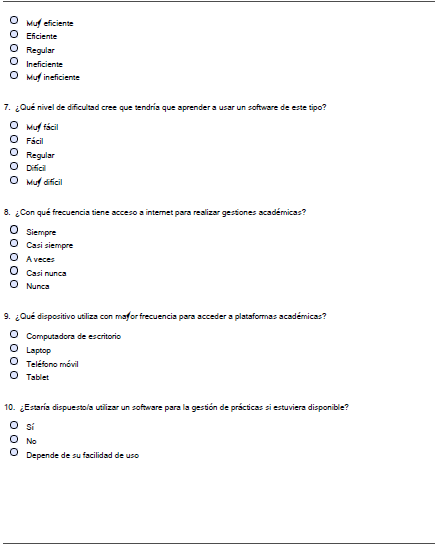 Muy eficiente
Eficiente
Regular
Ineficiente
Muy ineficiente
7. ¿Qué nivel de dificultad cree que tendría que aprender a usar un software de este tipo?
Muy fácil
Fácil
Regular
Difícil
Muy difícil
8. ¿Con qué frecuencia tiene acceso a internet para realizar gestiones académicas?
Siempre
Casi siempre
A veces
Casi nunca
Nunca
9. ¿Qué dispositivo utiliza con mayor frecuencia para acceder a plataformas académicas?
Computadora de escritorio
Laptop
Teléfono móvil
Tablet
10. ¿Estaría dispuesto/a utilizar un software para la gestión de prácticas si estuviera disponible?
Sí
No
Depende de su facilidad de uso